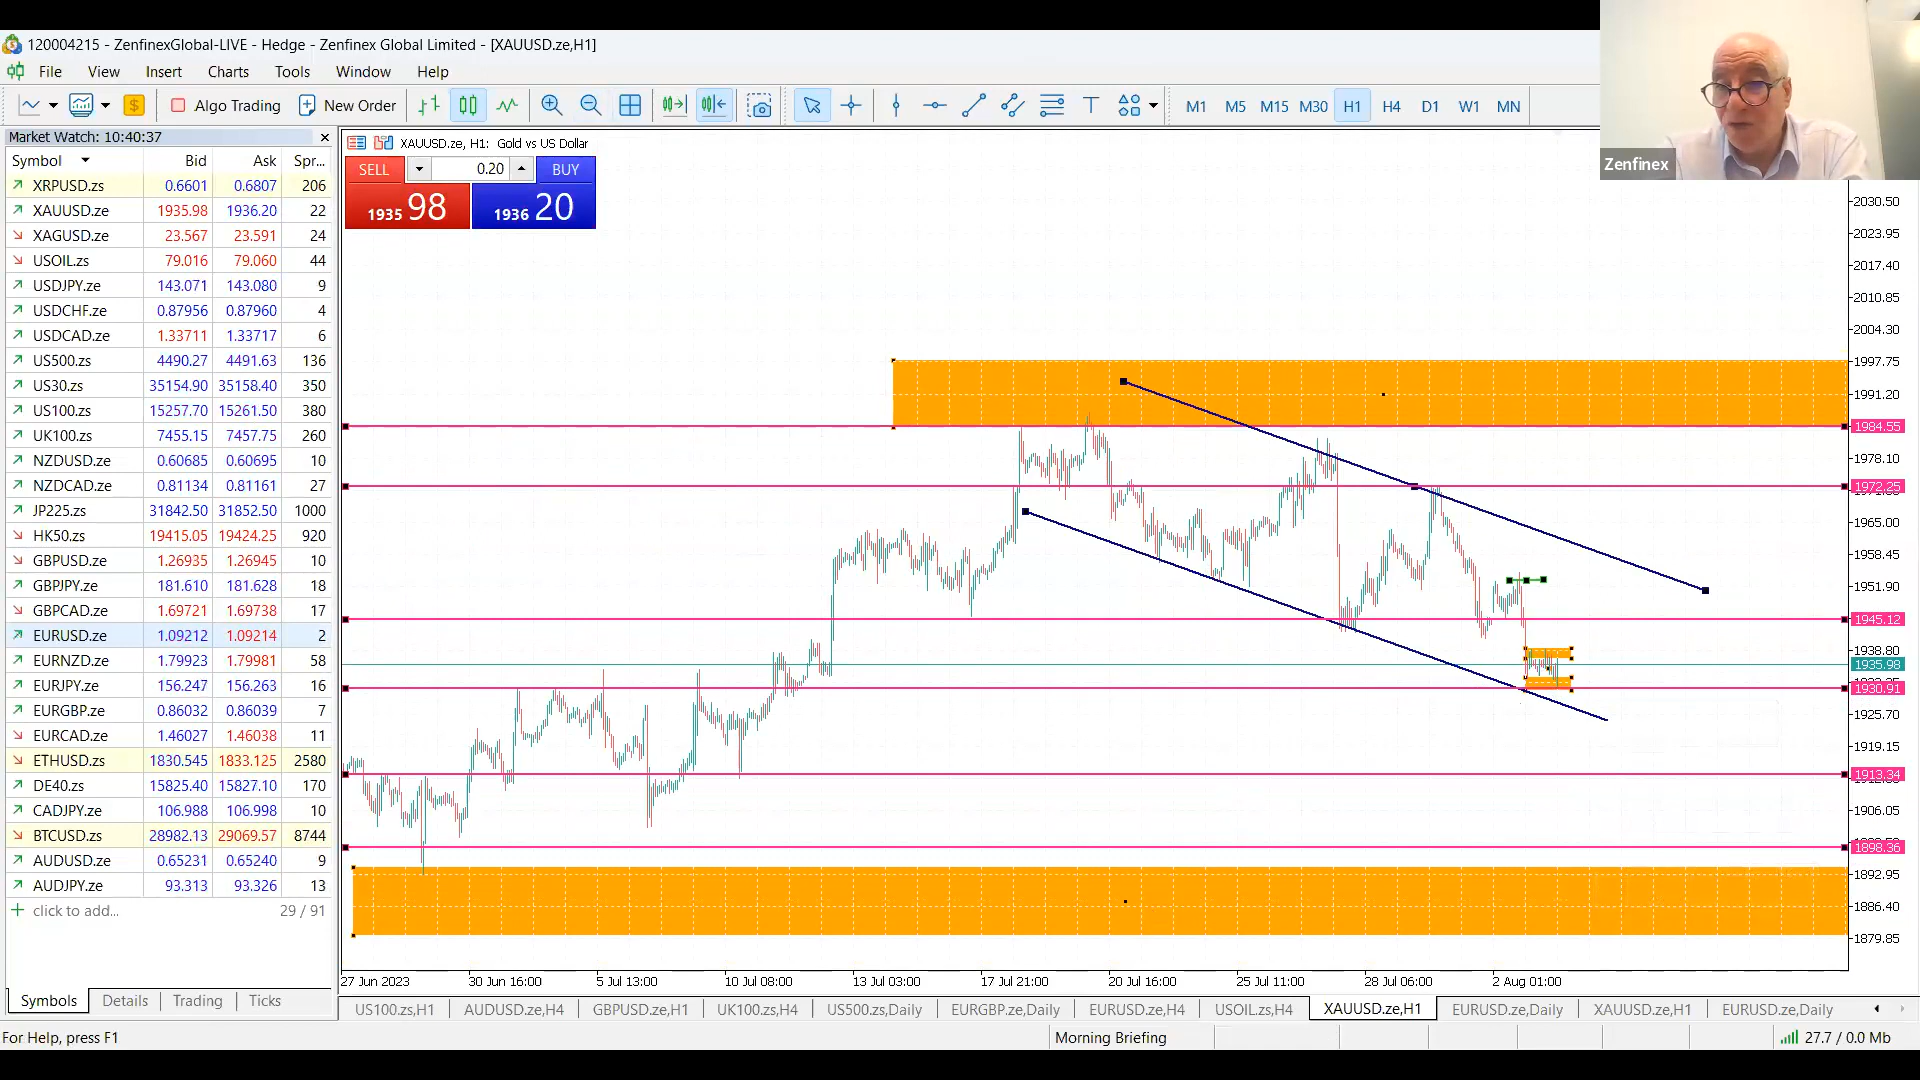 120004215 - ZenfinexGlobal-LIVE - Hedge - Zenfinex Global Limited - [XAUUSD.ze,H1]
File View Insert Charts Tools Window Help
Algo Trading New Order T M1 M5 M15 M30 H1 H4 D1 W1 MN
Zenfinex
Market Watch: 10:40:37
Symbol Bid Ask Spr...
XRPUSD.zs 0.6601 0.6807 206
XAUUSD.ze 1935.98 1936.20 22
XAGUSD.ze 23.567 23.591 24
USOIL.zs 79.016 79.060 44
USDJPY.ze 143.071 143.080 9
USDCHF.ze 0.87956 0.87960 4
USDCAD.ze 1.33711 1.33717 6
US500.zs 4490.27 4491.63 136
US30.zs 35154.90 35158.40 350
US100.zs 15257.70 15261.50 380
UK100.zs 7455.15 7457.75 260
NZDUSD.ze 0.60685 0.60695 10
NZDCAD.ze 0.81134 0.81161 27
JP225.zs 31842.50 31852.50 1000
HK50.zs 19415.05 19424.25 920
GBPUSD.ze 1.26935 1.26945 10
GBPJPY.ze 181.610 181.628 18
GBPCAD.ze 1.69721 1.69738 17
EURUSD.ze 1.09212 1.09214 2
EURNZD.ze 1.79923 1.79981 58
EURJPY.ze 156.247 156.263 16
EURGBP.ze 0.86032 0.86039 7
EURCAD.ze 1.46027 1.46038 11
ETHUSD.zs 1830.545 1833.125 2580
DE40.zs 15825.40 15827.10 170
CADJPY.ze 106.988 106.998 10
BTCUSD.zs 28982.13 29069.57 8744
AUDUSD.ze 0.65231 0.65240 9
AUDJPY.ze 93.313 93.326 13
click to add... 29 / 91
Symbols Details Trading Ticks
XAUUSD.ze, H1: Gold vs US Dollar
SELL 0.20 BUY
1935 98 1936 20
2030.50
2023.95
2017.40
2010.85
2004.30
1997.75
1991.20
1984.55
1978.10
1972.25
1965.00
1958.45
1951.90
1945.12
1938.80
1935.98
1930.91
1925.70
1919.15
1913.34
1906.05
1898.36
1892.95
1886.40
1879.85
27 Jun 2023 30 Jun 16:00 5 Jul 13:00 10 Jul 08:00 13 Jul 03:00 17 Jul 21:00 20 Jul 16:00 25 Jul 11:00 28 Jul 06:00 2 Aug 01:00
US100.zs,H1 AUDUSD.ze,H4 GBPUSD.ze,H1 UK100.zs,H4 US500.zs,Daily EURGBP.ze,Daily EURUSD.ze,H4 USOIL.zs,H4 XAUUSD.ze,H1 EURUSD.ze,Daily XAUUSD.ze,H1 EURUSD.ze,Daily
For Help, press F1 Morning Briefing 27.7 / 0.0 Mb